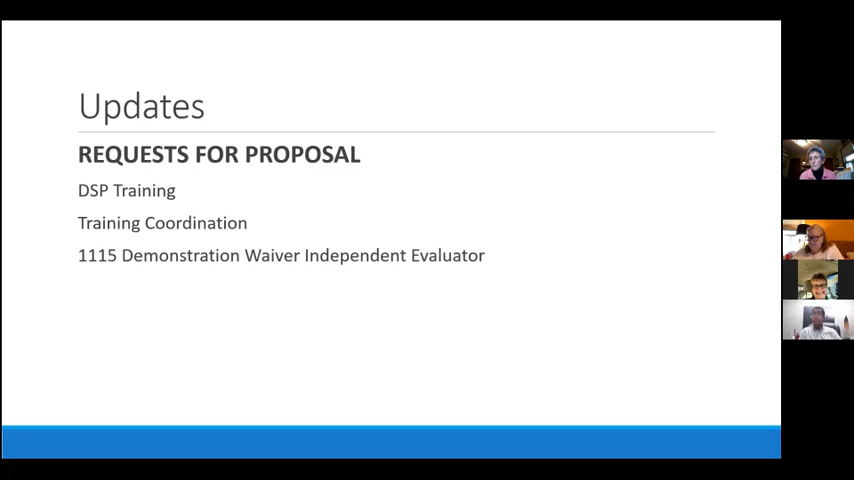 Updates
REQUESTS FOR PROPOSAL
DSP Training
Training Coordination
1115 Demonstration Waiver Independent Evaluator